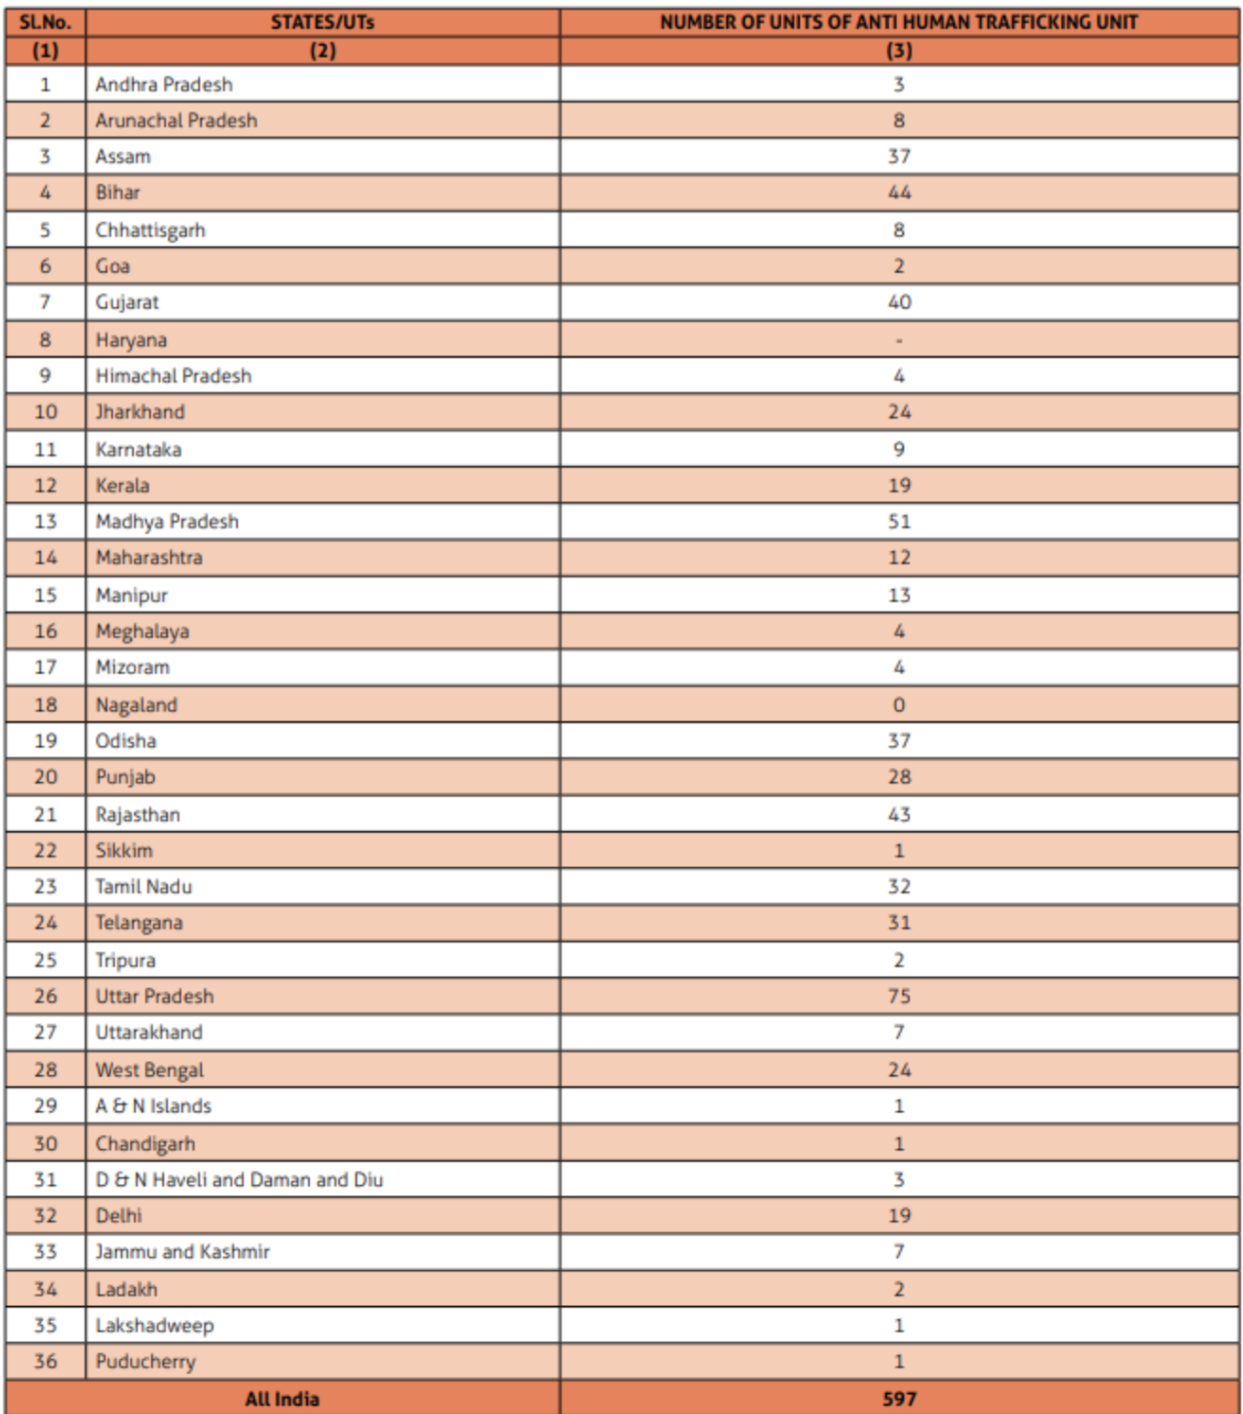 Sl.No. STATES/UTs NUMBER OF UNITS OF ANTI HUMAN TRAFFICKING UNIT
(1) (2) (3)
1 Andhra Pradesh 3
2 Arunachal Pradesh 8
3 Assam 37
4 Bihar 44
5 Chhattisgarh 8
6 Goa 2
7 Gujarat 40
8 Haryana -
9 Himachal Pradesh 4
10 Jharkhand 24
11 Karnataka 9
12 Kerala 19
13 Madhya Pradesh 51
14 Maharashtra 12
15 Manipur 13
16 Meghalaya 4
17 Mizoram 4
18 Nagaland 0
19 Odisha 37
20 Punjab 28
21 Rajasthan 43
22 Sikkim 1
23 Tamil Nadu 32
24 Telangana 31
25 Tripura 2
26 Uttar Pradesh 75
27 Uttarakhand 7
28 West Bengal 24
29 A & N Islands 1
30 Chandigarh 1
31 D & N Haveli and Daman and Diu 3
32 Delhi 19
33 Jammu and Kashmir 7
34 Ladakh 2
35 Lakshadweep 1
36 Puducherry 1
All India 597